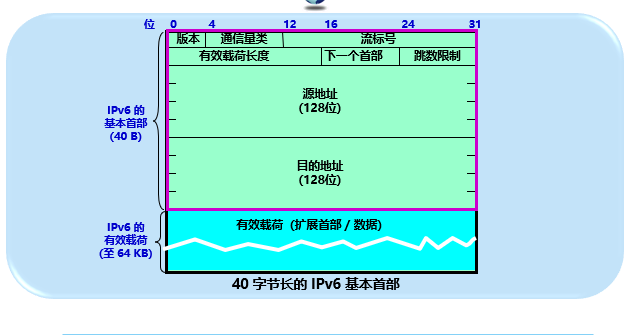 位 0 4 12 16 24 31
版本 通信量类 流标号
有效载荷长度 下一个首部 跳数限制
源地址
(128位)
IPv6 的
基本首部
(40 B)
目的地址
(128位)
IPv6 的
有效载荷
(至 64 KB)
有效载荷 (扩展首部 / 数据)
40 字节长的 IPv6 基本首部